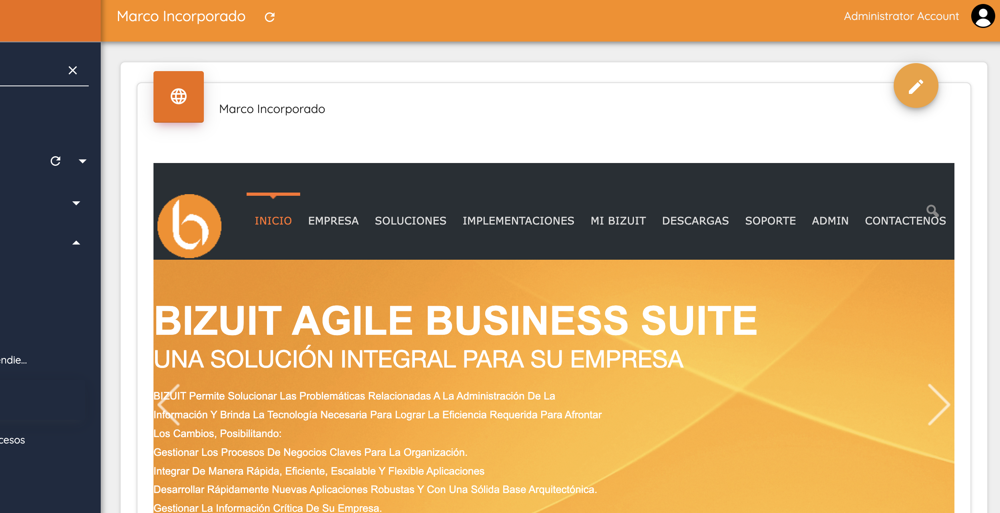 Marco Incorporado
Administrator Account
Marco Incorporado
INICIO EMPRESA SOLUCIONES IMPLEMENTACIONES MI BIZUIT DESCARGAS SOPORTE ADMIN CONTACTENOS
BIZUIT AGILE BUSINESS SUITE
UNA SOLUCIÓN INTEGRAL PARA SU EMPRESA
BIZUIT Permite Solucionar Las Problemáticas Relacionadas A La Administración De La
Información Y Brinda La Tecnología Necesaria Para Lograr La Eficiencia Requerida Para Afrontar
Los Cambios, Posibilitando:
Gestionar Los Procesos De Negocios Claves Para La Organización.
Integrar De Manera Rápida, Eficiente, Escalable Y Flexible Aplicaciones
Desarrollar Rápidamente Nuevas Aplicaciones Robustas Y Con Una Sólida Base Arquitectónica.
Gestionar La Información Crítica De Su Empresa.
ndie...
cesos